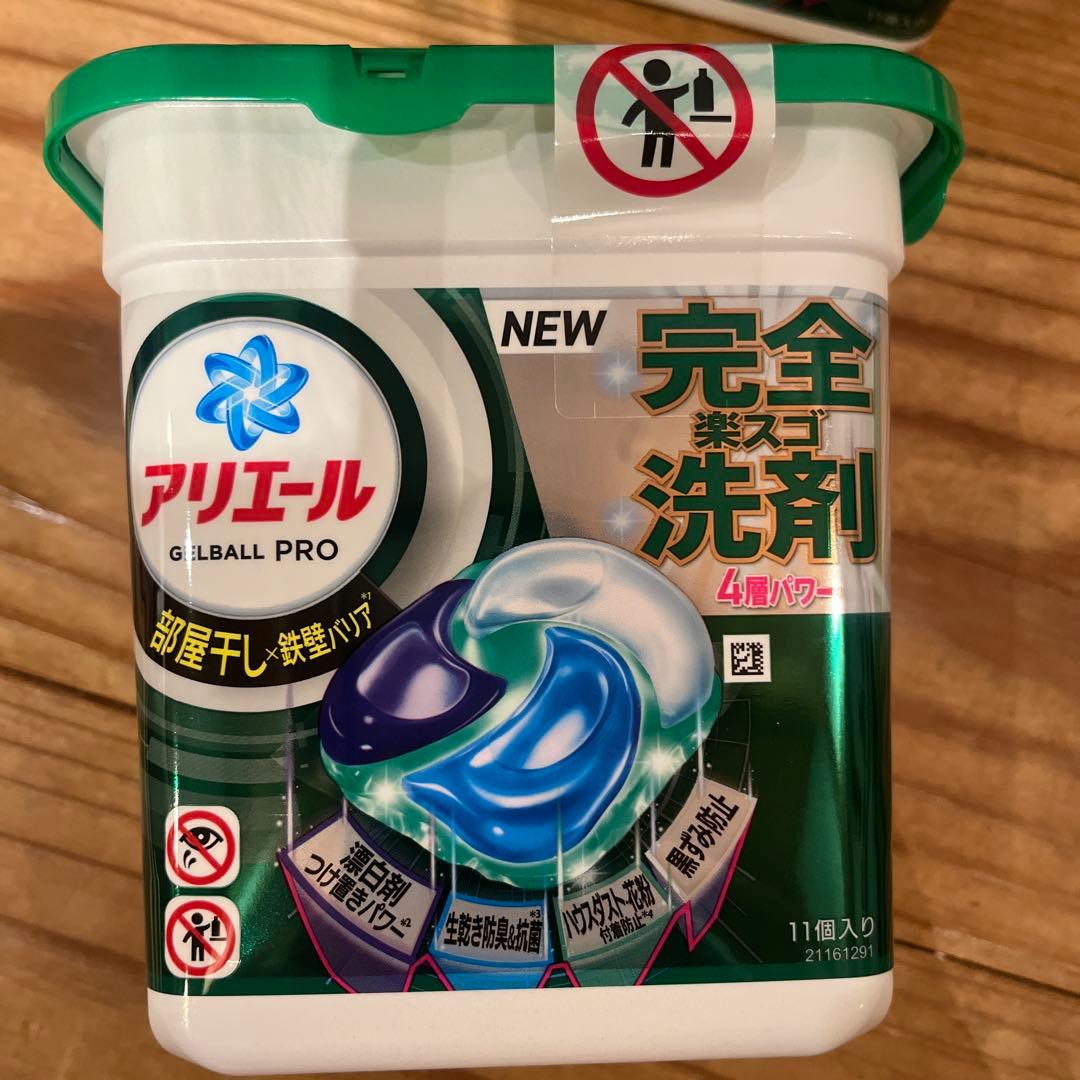 NEW
完全
楽スゴ
洗剤
4層パワー
アリエール
GELBALL PRO
部屋干し×鉄壁バリア*1
漂白剤
つけ置きパワー*2
生乾き防臭&抗菌*3
ハウスダスト・花粉
付着防止*4
黒ずみ防止
11個入り
21161291